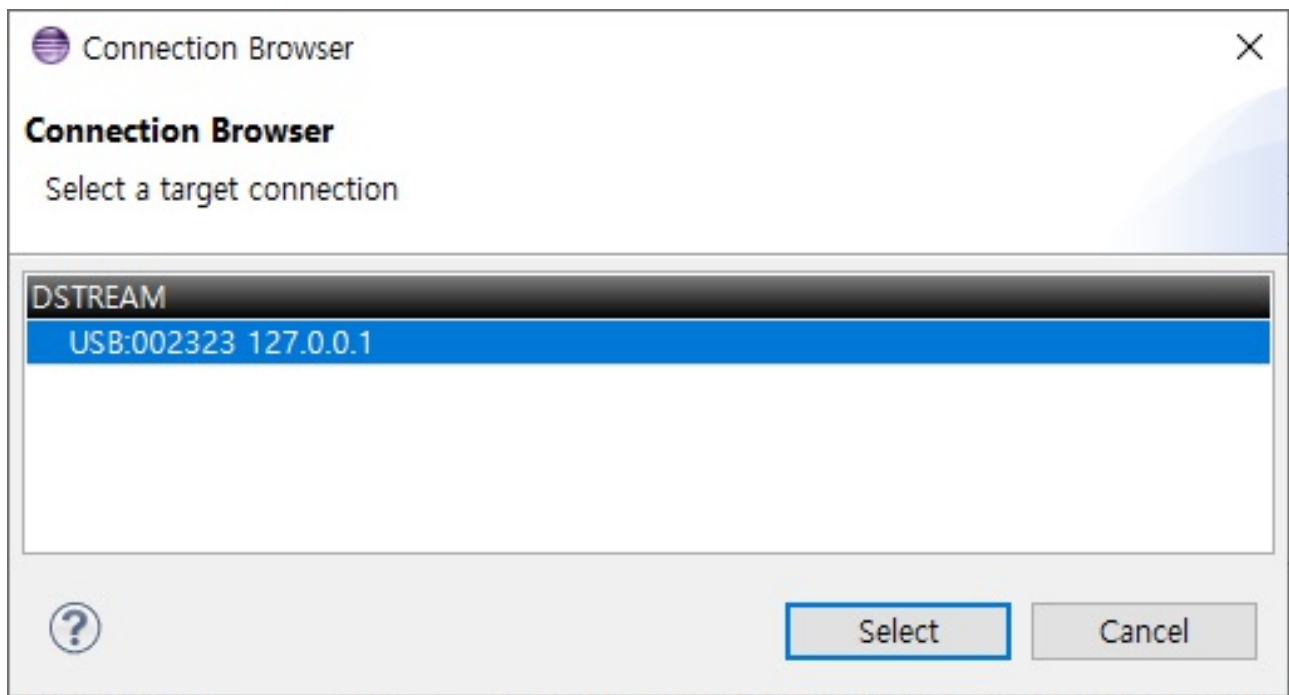 Connection Browser
Connection Browser
Select a target connection
DSTREAM
USB:002323 127.0.0.1
?
Select
Cancel